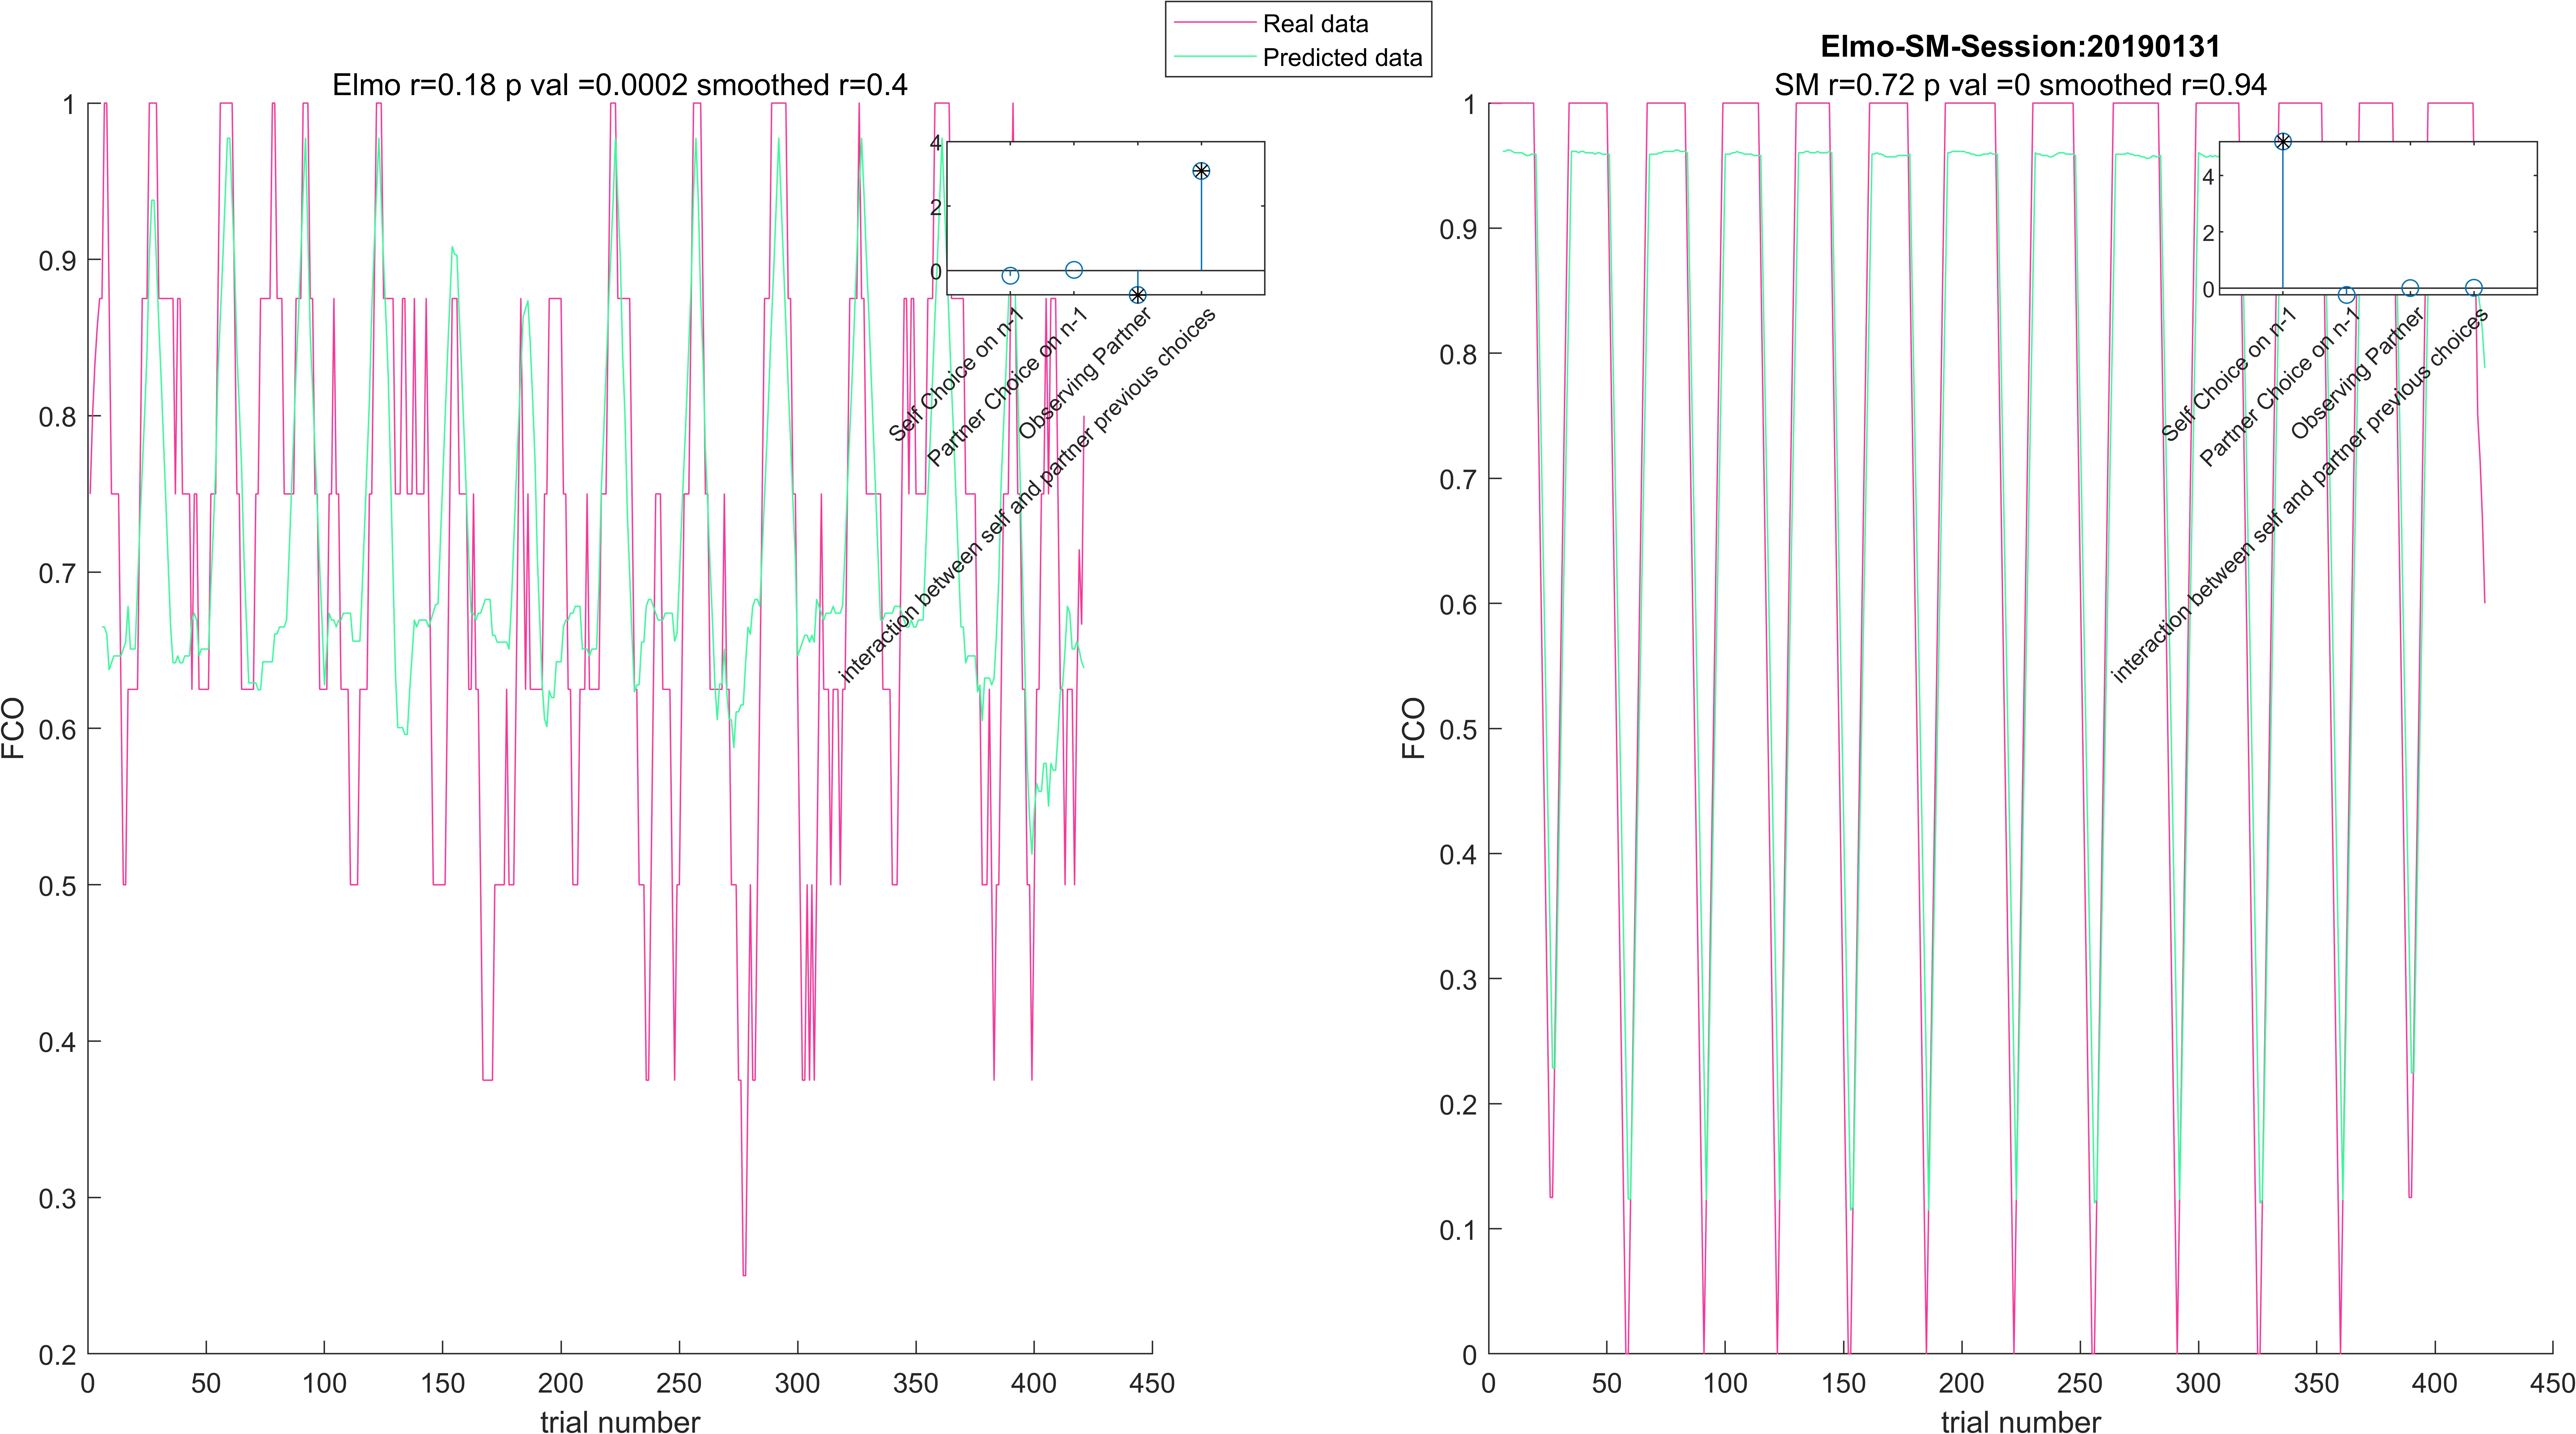 Real data
Predicted data
Elmo r=0.18 p val =0.0002 smoothed r=0.4
1
0.9
0.8
0.7
0.6
0.5
0.4
0.3
0.2
FCO
0
50
100
150
200
250
300
350
400
450
trial number
4
2
0
Self Choice on n-1
Partner Choice on n-1
Observing Partner
interaction between self and partner previous choices
Elmo-SM-Session:20190131
SM r=0.72 p val =0 smoothed r=0.94
1
0.9
0.8
0.7
0.6
0.5
0.4
0.3
0.2
0.1
0
FCO
0
50
100
150
200
250
300
350
400
450
trial number
4
2
0
Self Choice on n-1
Partner Choice on n-1
Observing Partner
interaction between self and partner previous choices